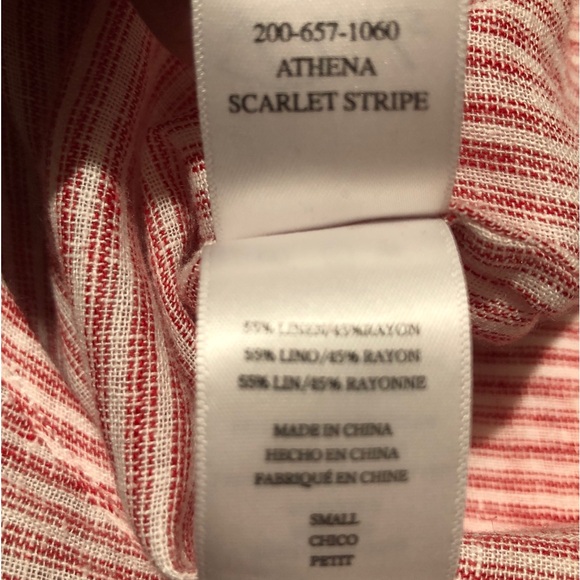 200-657-1060
ATHENA
SCARLET STRIPE
55% LINEN/45%RAYON
55% LINO/45% RAYON
55% LIN/45% RAYONNE
MADE IN CHINA
HECHO EN CHINA
FABRIQUÉ EN CHINE
SMALL
CHICO
PETIT